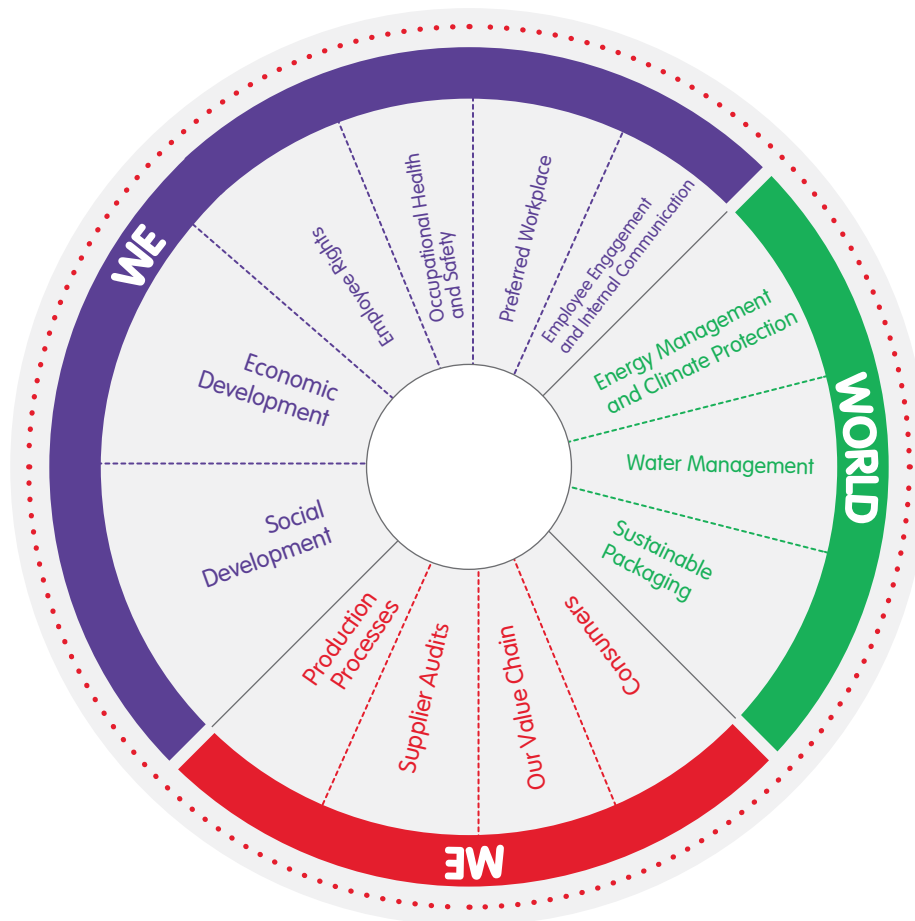 WE
Social
Development
Economic
Development
Employee Rights
Occupational Health
and Safety
Preferred Workplace
Employee Engagement
and Internal Communication
WORLD
Energy Management
and Climate Protection
Water Management
Sustainable
Packaging
ME
Consumers
Our Value Chain
Supplier Audits
Production
Processes